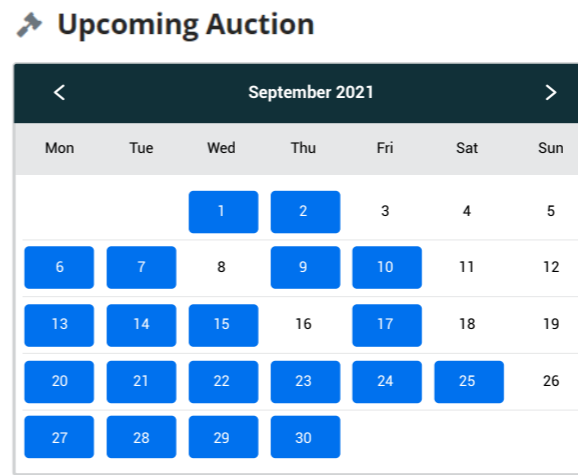 Upcoming Auction
September 2021
Mon Tue Wed Thu Fri Sat Sun
1 2 3 4 5
6 7 8 9 10 11 12
13 14 15 16 17 18 19
20 21 22 23 24 25 26
27 28 29 30